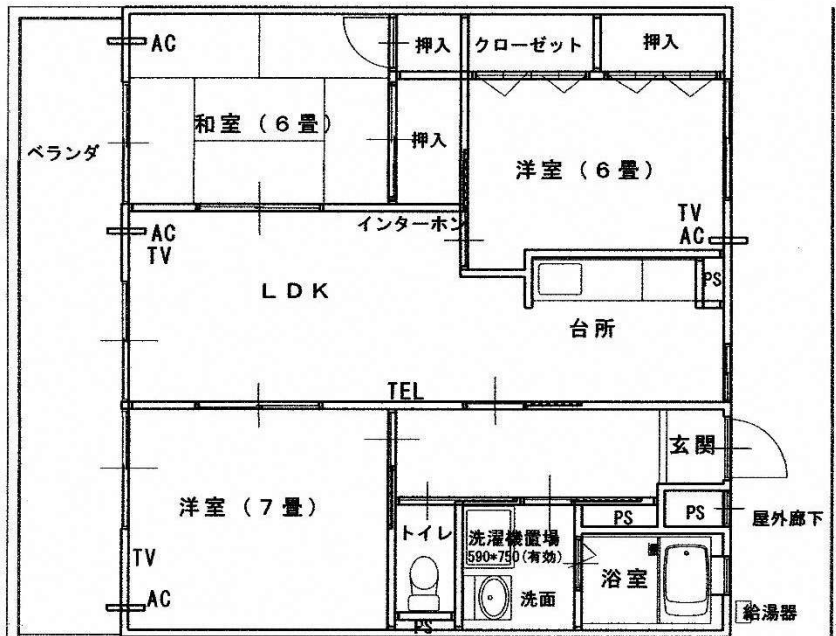 AC
押入
クローゼット
押入
和室(6畳)
押入
ベランダ
洋室(6畳)
インターホン
TV
AC
AC
TV
LDK
PS
台所
TEL
玄関
洋室(7畳)
トイレ
洗濯機置場
590*750(有効)
PS
PS
屋外廊下
TV
AC
洗面
浴室
給湯器
PS